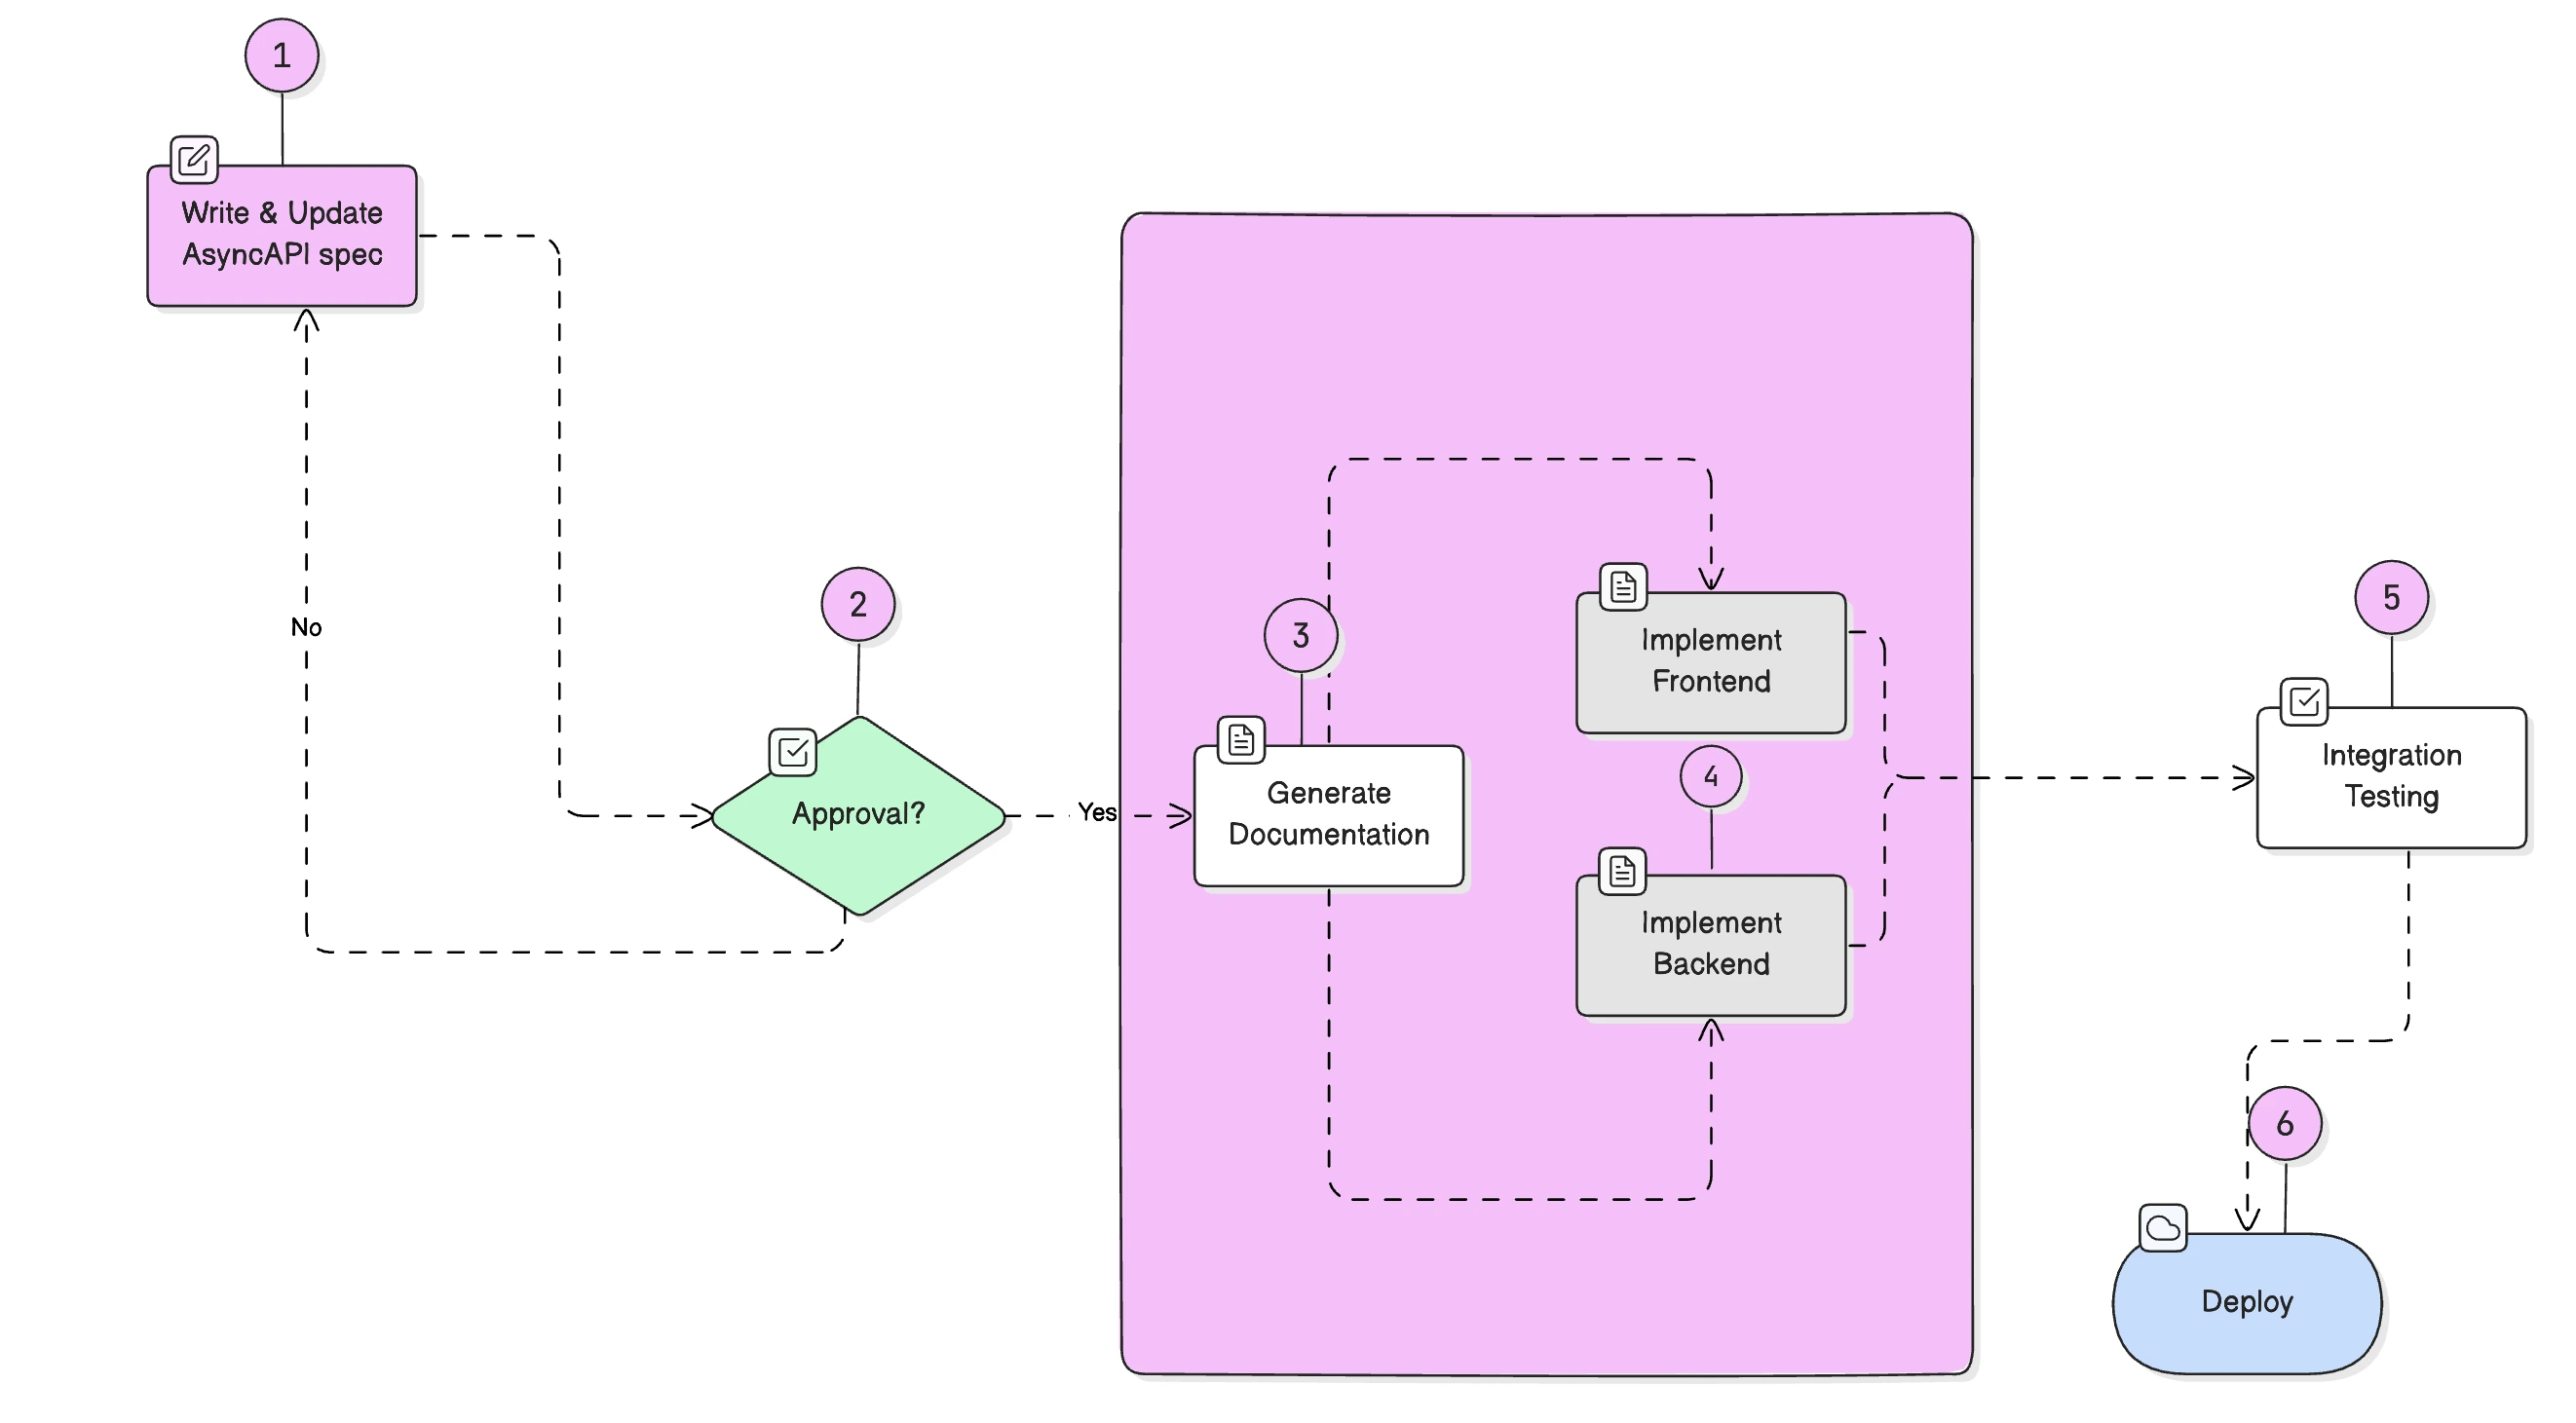 1
Write & Update
AsyncAPI spec
No
2
Approval?
Yes
3
Generate
Documentation
Implement
Frontend
4
Implement
Backend
5
Integration
Testing
6
Deploy